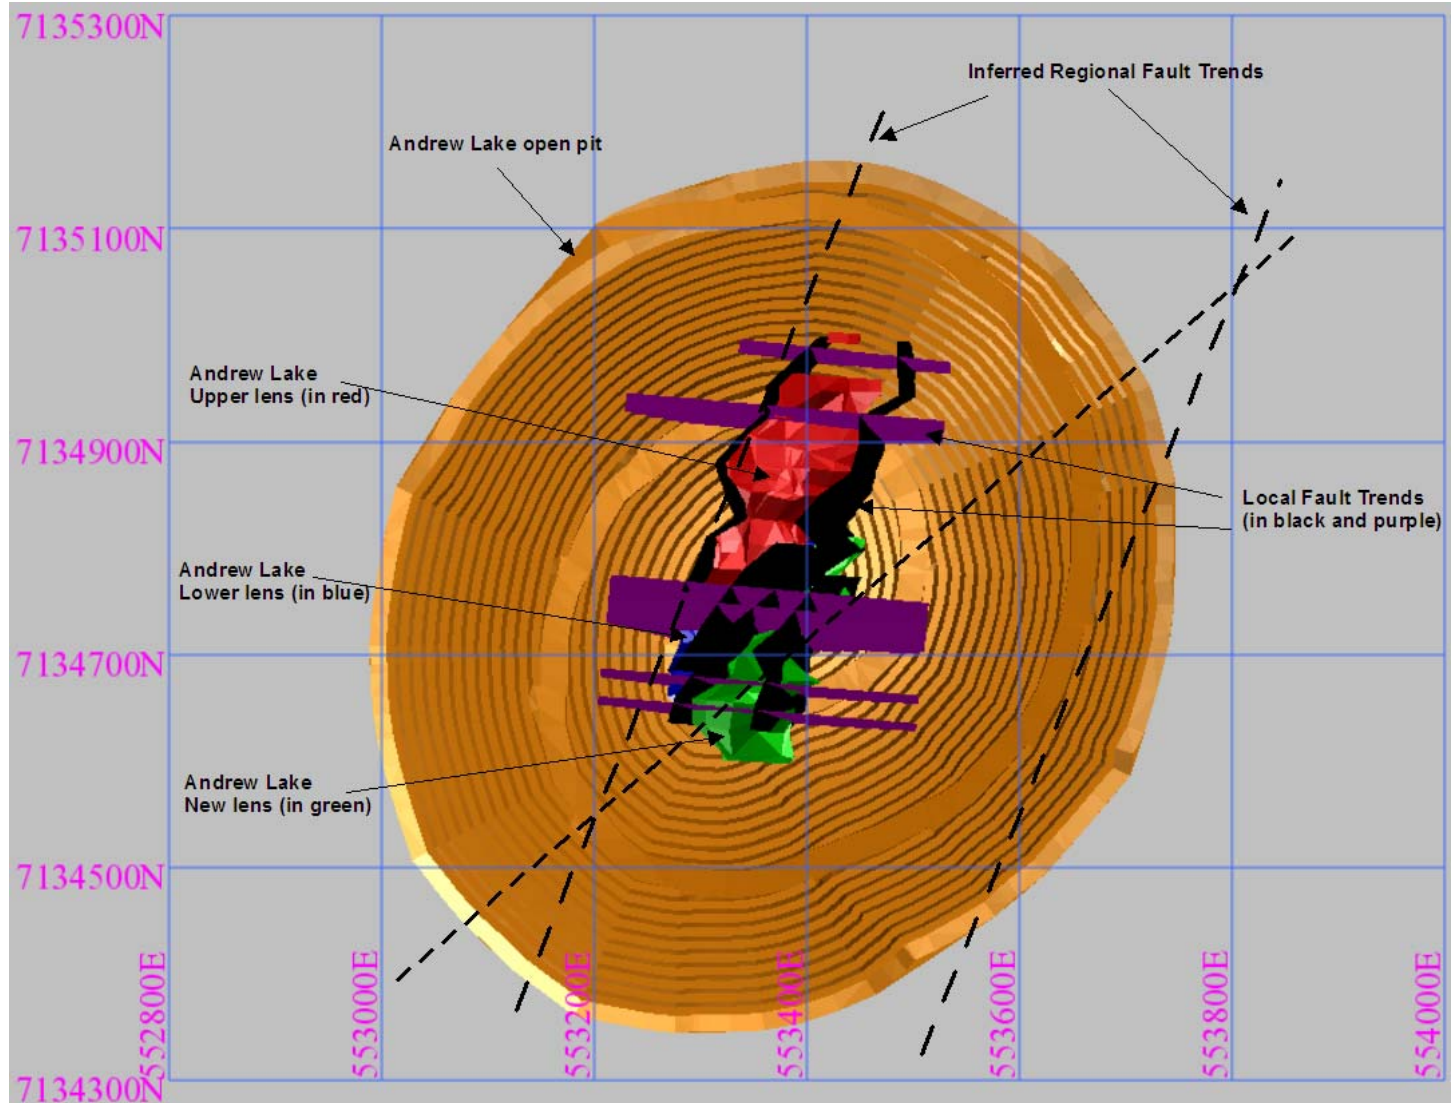 7135300N
Inferred Regional Fault Trends
Andrew Lake open pit
7135100N
Andrew Lake
Upper lens (in red)
7134900N
Local Fault Trends
(in black and purple)
Andrew Lake
Lower lens (in blue)
7134700N
Andrew Lake
New lens (in green)
7134500N
552800E
553000E
553200E
553400E
553600E
553800E
554000E
7134300N